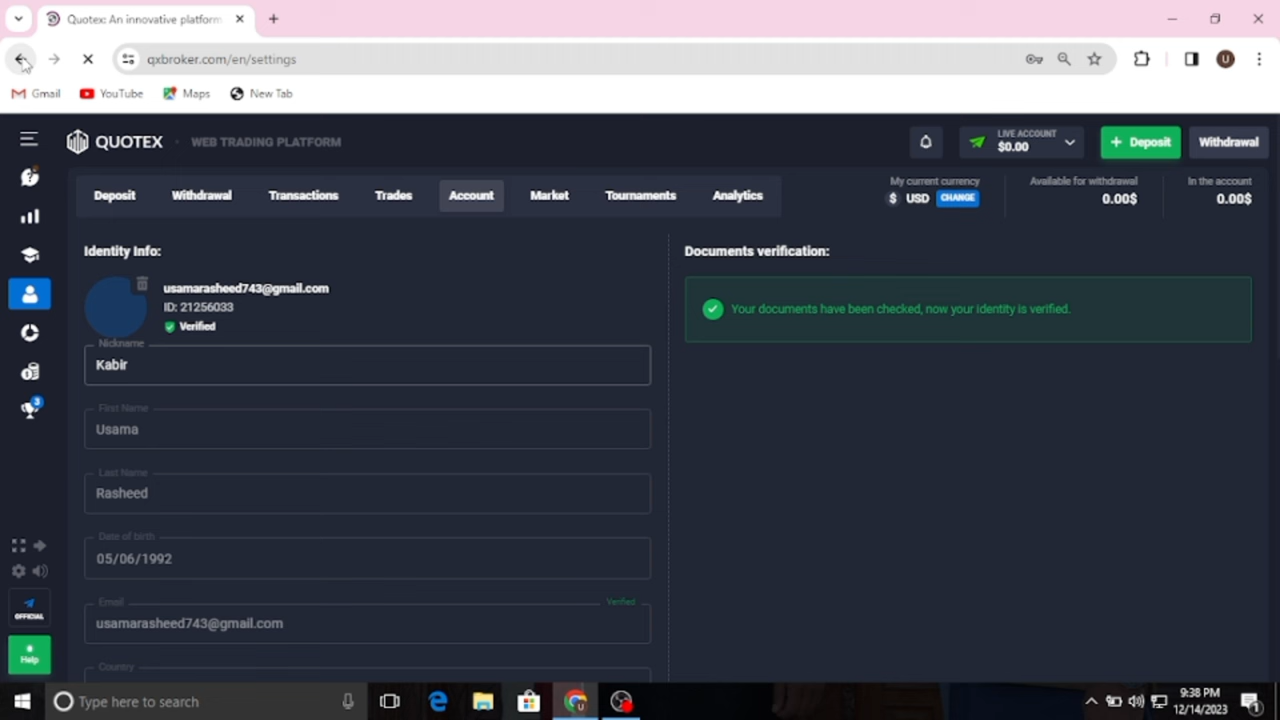 Quotex: An innovative platform
qxbroker.com/en/settings
U
Gmail
YouTube
Maps
New Tab
QUOTEX
WEB TRADING PLATFORM
LIVE ACCOUNT
$0.00
+ Deposit
Withdrawal
Deposit
Withdrawal
Transactions
Trades
Account
Market
Tournaments
Analytics
My current currency
$ USD CHANGE
Available for withdrawal
0.00$
In the account
0.00$
Identity Info:
usamarasheed743@gmail.com
ID: 21256033
Verified
Nickname
Kabir
First Name
Usama
Last Name
Rasheed
Date of birth
05/06/1992
Email
Verified
usamarasheed743@gmail.com
Country
Documents verification:
Your documents have been checked, now your identity is verified.
3
OFFICIAL
Help
Type here to search
9:38 PM
12/14/2023
1